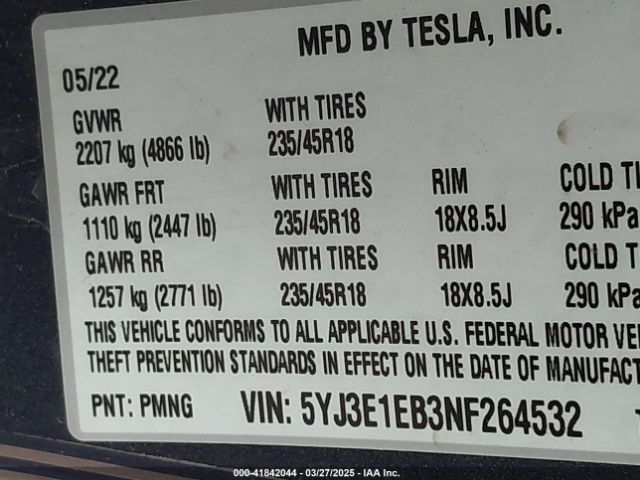 MFD BY TESLA, INC.
05/22
GVWR WITH TIRES
2207 kg (4866 lb) 235/45R18
GAWR FRT WITH TIRES RIM COLD
1110 kg (2447 lb) 235/45R18 18X8.5J 290 kPa
GAWR RR WITH TIRES RIM COLD
1257 kg (2771 lb) 235/45R18 18X8.5J 290 kPa
THIS VEHICLE CONFORMS TO ALL APPLICABLE U.S. FEDERAL MOTOR
THEFT PREVENTION STANDARDS IN EFFECT ON THE DATE OF MANUFACT
PNT: PMNG VIN: 5YJ3E1EB3NF264532
000-41842044 — 03/27/2025 — IAA Inc.